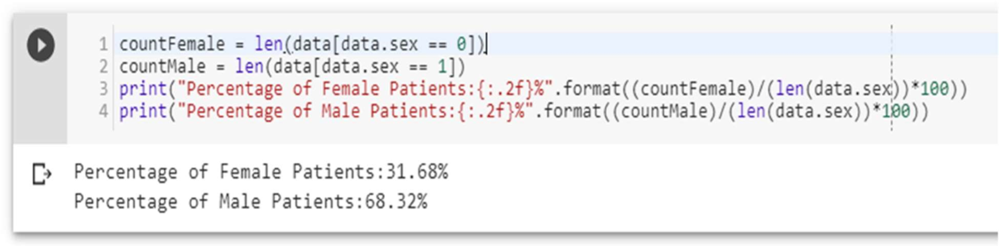 1 countFemale = len(data[data.sex == 0])
2 countMale = len(data[data.sex == 1])
3 print("Percentage of Female Patients:{:.2f}%".format((countFemale)/(len(data.sex))*100))
4 print("Percentage of Male Patients:{:.2f}%".format((countMale)/(len(data.sex))*100))
Percentage of Female Patients:31.68%
Percentage of Male Patients:68.32%